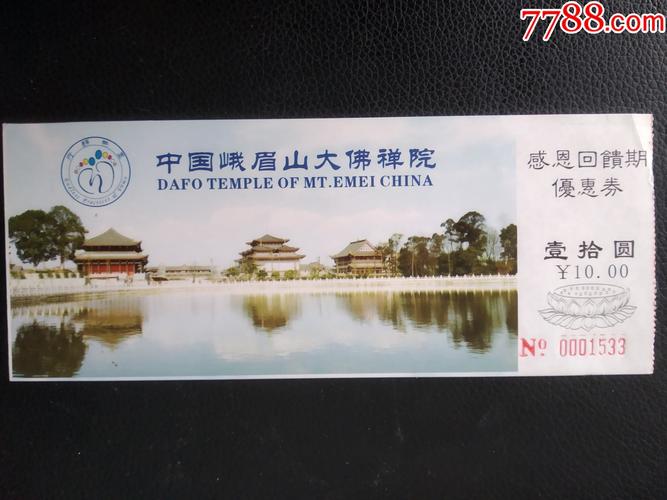 7788.com
中国峨眉山大佛禅院
DAFO TEMPLE OF MT.EMEI CHINA
感恩回饋期
優惠券
壹拾圆
￥10.00
№ 0001533